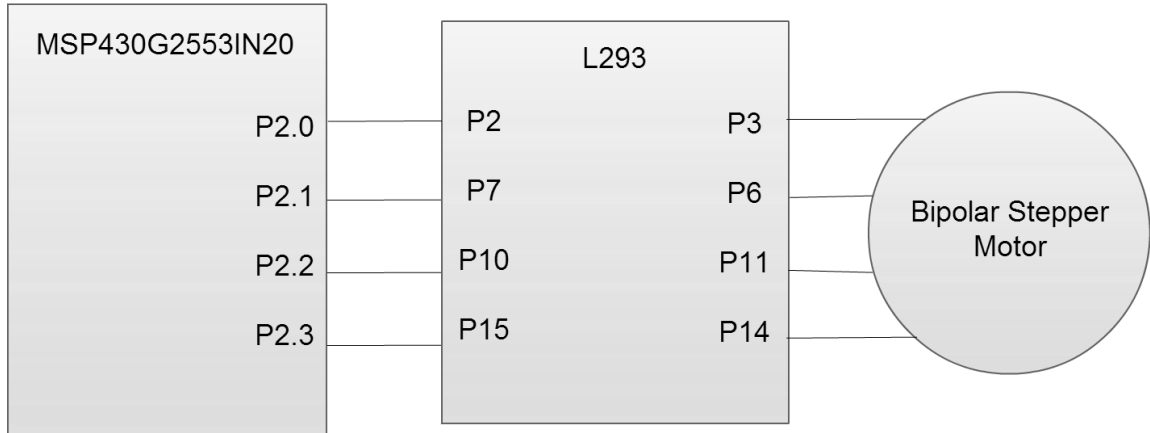 MSP430G2553IN20
L293
P2.0
P2
P3
P2.1
P7
P6
Bipolar Stepper
Motor
P2.2
P10
P11
P2.3
P15
P14